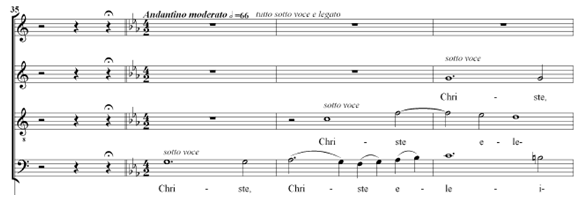 35
Andantino moderato 𝅗𝅥 =66 tutto sotto voce e legato
sotto voce
Chri - ste,
sotto voce
Chri - ste e - le-
sotto voce
Chri - ste, Chri - ste e - le - i-